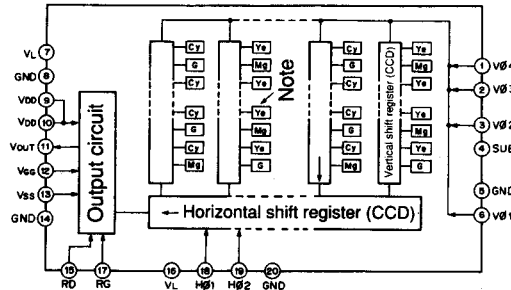 VL
7
GND
8
VDD
9
VDD
10
VOUT
11
VGG
12
VSS
13
GND
14
Output circuit
Cy
G
Cy
Cy
G
Cy
Mg
Ye
Mg
Ye
Ye
Mg
Ye
G
Note
Cy
G
Cy
Cy
G
Cy
Mg
Vertical shift register (CCD)
Ye
Mg
Ye
Ye
Mg
Ye
G
1
VØ4
2
VØ3
3
VØ2
4
SUB
5
GND
6
VØ1
Horizontal shift register (CCD)
15
RD
17
RG
16
VL
18
HØ1
19
HØ2
20
GND